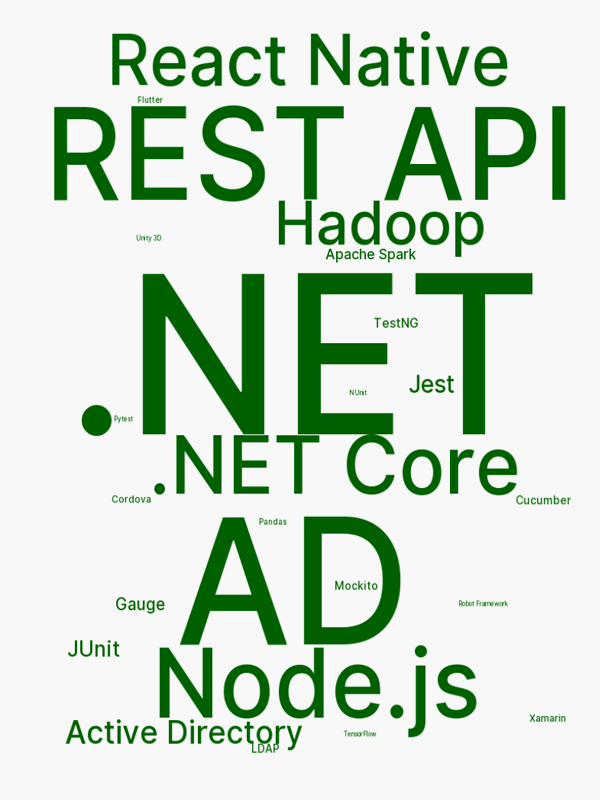 React Native
Flutter
REST API
Hadoop
Unity 3D
Apache Spark
.NET
TestNG
Jest
NUnit
Pytest
.NET Core
Cordova
Cucumber
AD
Pandas
Mockito
Gauge
Robot Framework
JUnit
Node.js
Xamarin
Active Directory
TensorFlow
LDAP